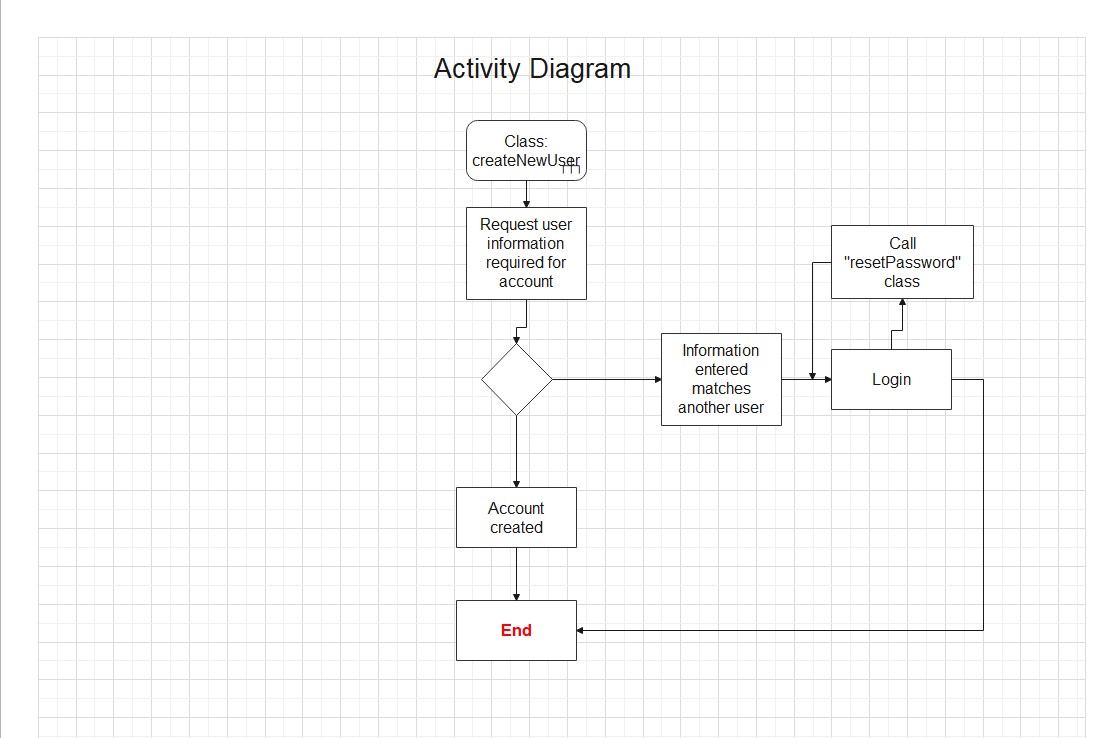 Activity Diagram
Class:
createNewUser
Request user
information
required for
account
Call
"resetPassword"
class
Information
entered
matches
another user
Login
Account
created
End